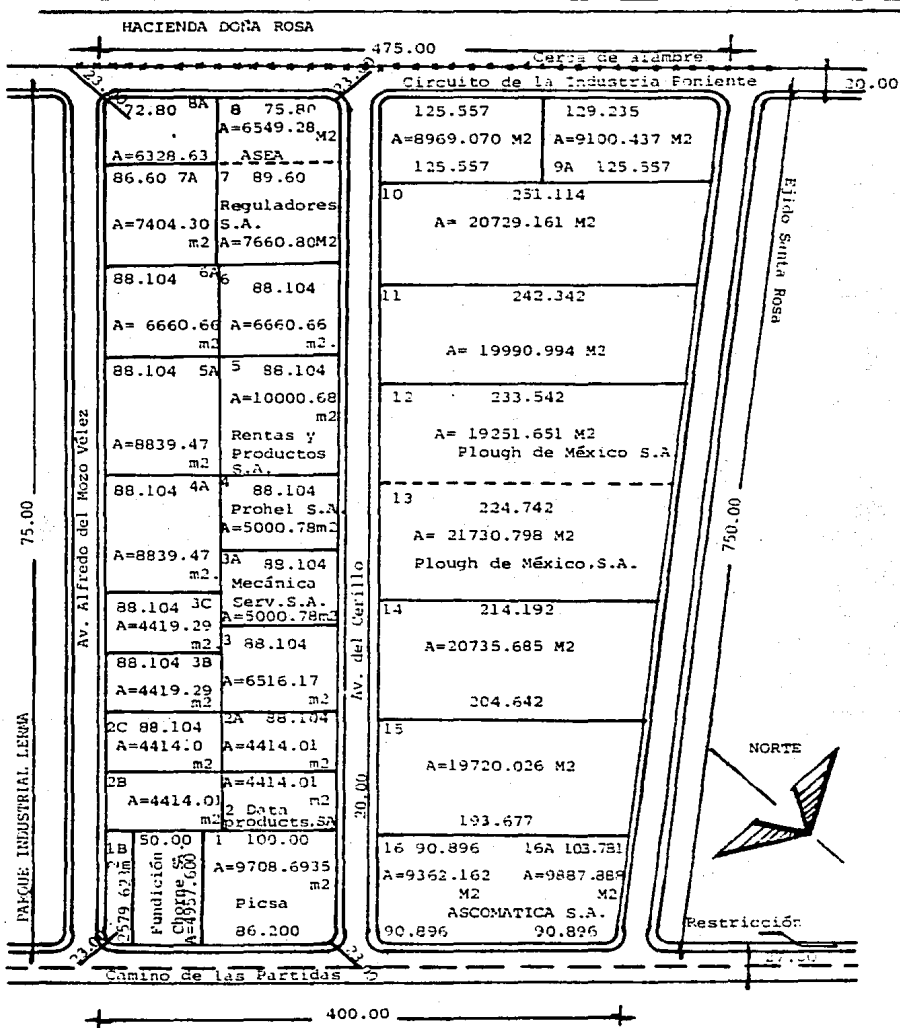 HACIENDA DOÑA ROSA
475.00
Cerca de alambre
Circuito de la Industria Poniente
20.00
23.00
23.00
72.80 8A
A=6328.63
8 75.80
A=6549.28 M2
ASEA
86.60 7A
A=7404.30
m2
7 89.60
Reguladores
S.A.
A=7660.80M2
88.104 6A
A= 6660.66
m2
6
88.104
A=6660.66
m2.
88.104 5A
A=8839.47
m2
5 88.104
A=10000.68
m2
Rentas y
Productos
S.A.
88.104 4A
A=8839.47
m2.
4
88.104
Prohel S.A.
A=5000.78m2
3A 88.104
Mecánica
Serv.S.A.
A=5000.78m2
88.104 3C
A=4419.29
m2.
88.104 3B
A=4419.29
m2
3 88.104
A=6516.17
m2
2C 88.104
A=4414.0
m2
2A 88.104
A=4414.01
m2
2B
A=4414.01
m2
A=4414.01
m2
2 Data
products.SA
1B
2579.62m
50.00
Fundición
A=4957.600
1 100.00
A=9708.6935
m2
Picsa
86.200
125.557
A=8969.070 M2
125.557
129.235
A=9100.437 M2
9A 125.557
10
251.114
A= 20729.161 M2
11
242.342
A= 19990.994 M2
12
233.542
A= 19251.651 M2
Plough de México S.A
13
224.742
A= 21730.798 M2
Plough de México,S.A.
14
214.192
A=20735.685 M2
204.642
15
A=19720.026 M2
193.677
16 90.896
A=9362.162
M2
16A 103.781
A=9887.888
M2
ASCOMATICA S.A.
90.896
90.896
Av. Alfredo del Mozo Vélez
Av. del Cerillo
20.00
75.00
PARQUE INDUSTRIAL LERMA
Ejido Santa Rosa
750.00
NORTE
Restricción
23.00
Camino de las Partidas
400.00